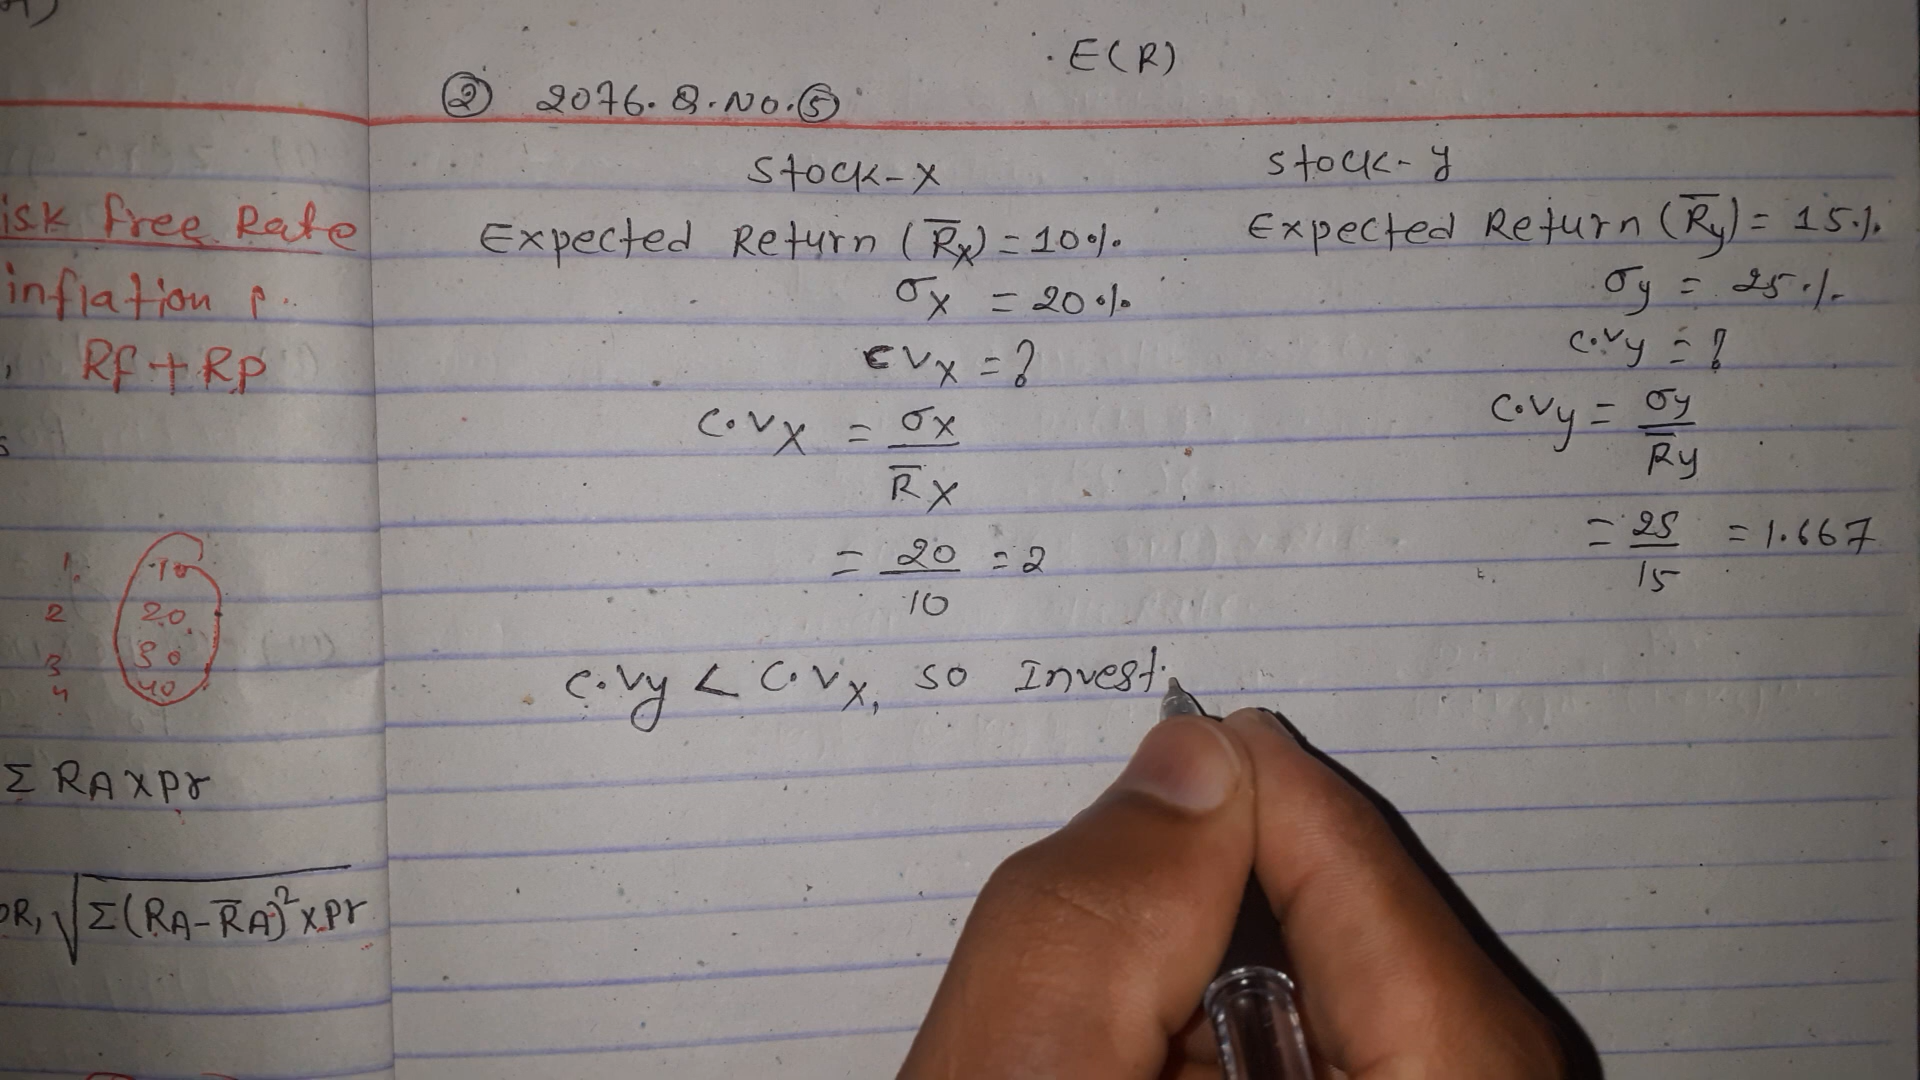 E(R)
② 2076. Q. NO. ⑤
Stock-X
Expected Return (R̅x) = 10%
σx = 20%
CVx = ?
C.Vx = σx / R̅x
= 20 / 10 = 2
Stock-y
Expected Return (R̅y) = 15%
σy = 25%
C.Vy = ?
C.Vy = σy / R̅y
= 25 / 15 = 1.667
C.Vy < C.Vx, so Invest
isk free Rate
inflation P.
Rf + RP
1. 10
2 20
3 30
4 40
Σ RA x Pr
OR, √Σ(RA-R̅A)² x Pr